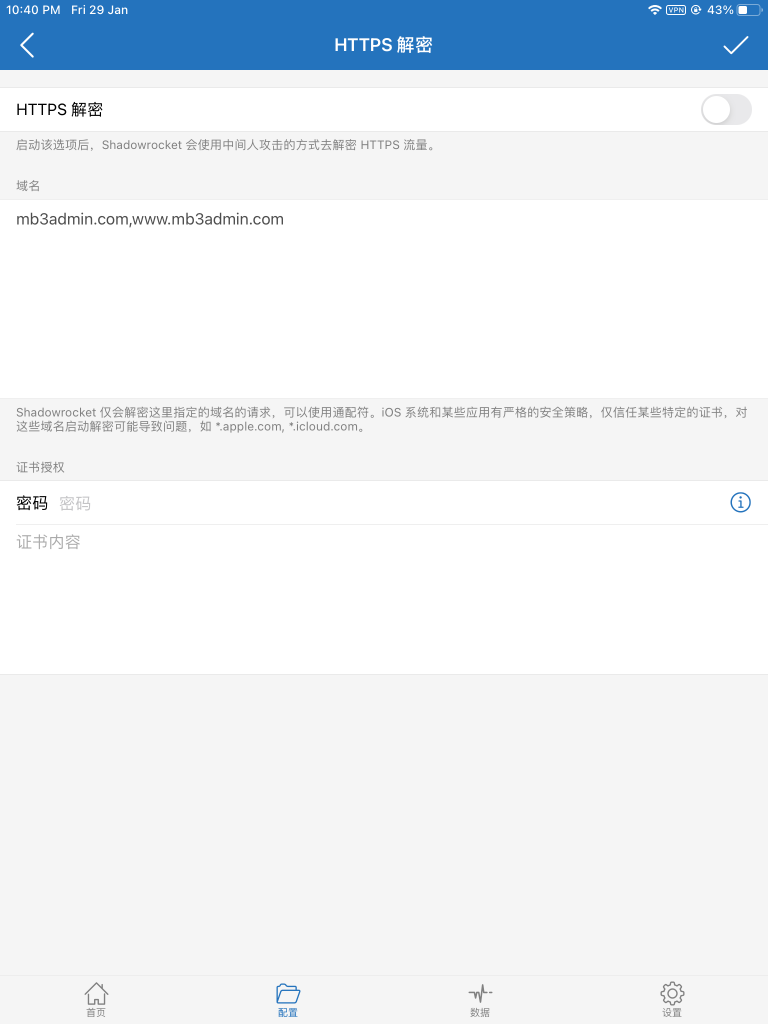 10:40 PM Fri 29 Jan VPN 43%
HTTPS 解密
HTTPS 解密
启动该选项后，Shadowrocket 会使用中间人攻击的方式去解密 HTTPS 流量。
域名
mb3admin.com,www.mb3admin.com
Shadowrocket 仅会解密这里指定的域名的请求，可以使用通配符。iOS 系统和某些应用有严格的安全策略，仅信任某些特定的证书，对
这些域名启动解密可能导致问题，如 *.apple.com, *.icloud.com。
证书授权
密码 密码
证书内容
首页 配置 数据 设置